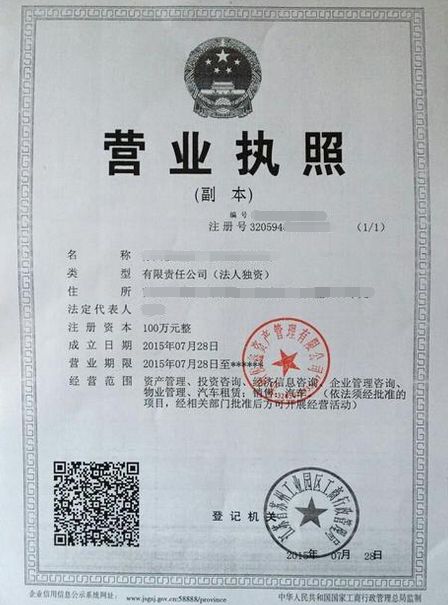 营业执照
(副 本)
编号
注册号 320594
(1/1)
名称
类型 有限责任公司（法人独资）
住所
法定代表人
注册资本 100万元整
成立日期 2015年07月28日
营业期限 2015年07月28日至******
经营范围 资产管理、投资咨询、经济信息咨询、企业管理咨询、
物业管理、汽车租赁；销售：汽车。（依法须经批准的
项目，经相关部门批准后方可开展经营活动）
资产管理有限公司
登记机关
江苏省苏州工业园区工商行政管理局
2015年 07月 28日
企业信用信息公示系统网址：
www.jsgsj.gov.cn:58888/province
中华人民共和国国家工商行政管理总局监制